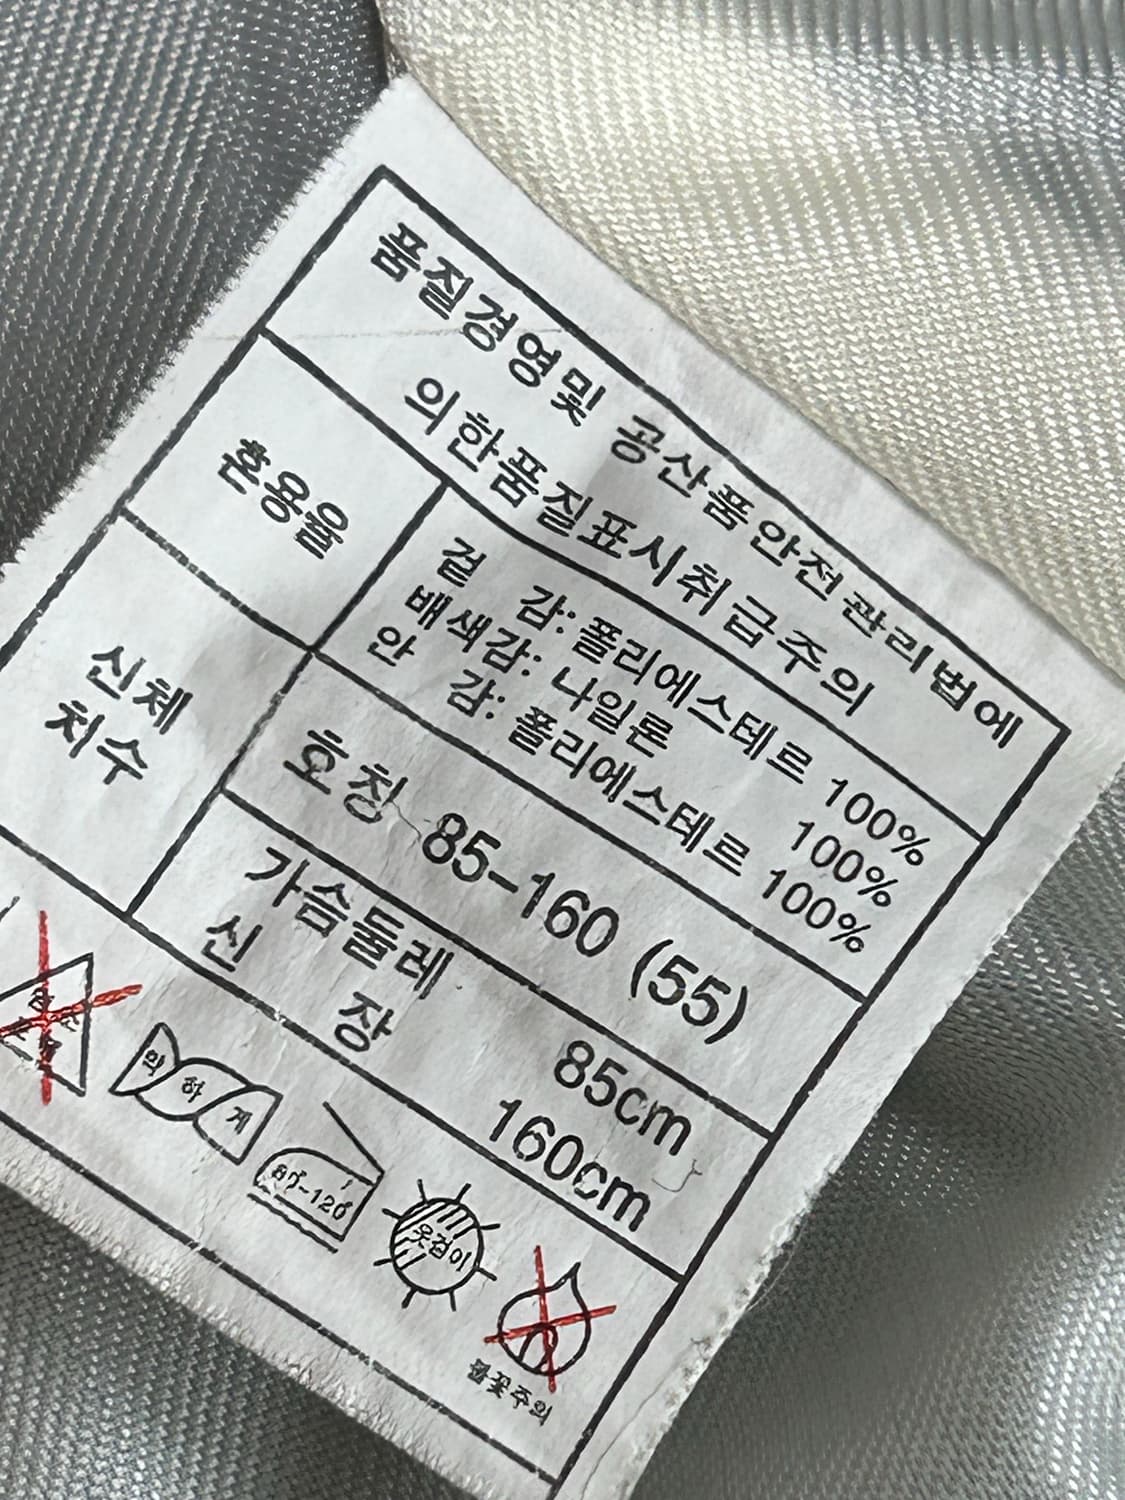 품질경영및 공산품안전관리법에
의한품질표시취급주의
혼용율
겉 감: 폴리에스테르 100%
배색감: 나일론 100%
안 감: 폴리에스테르 100%
신체
치수
호칭 85-160 (55)
가슴둘레 85cm
신 장 160cm
약하게
80-120
옷걸이
불꽃주의